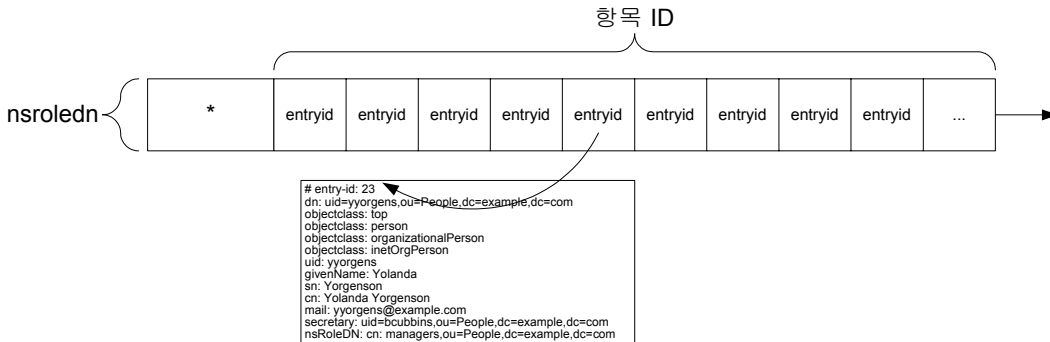 항목 ID
nsroledn
* entryid entryid entryid entryid entryid entryid entryid entryid entryid ...
# entry-id: 23
dn: uid=yyorgens,ou=People,dc=example,dc=com
objectclass: top
objectclass: person
objectclass: organizationalPerson
objectclass: inetOrgPerson
uid: yyorgens
givenName: Yolanda
sn: Yorgenson
cn: Yolanda Yorgenson
mail: yyorgens@example.com
secretary: uid=bcubbins,ou=People,dc=example,dc=com
nsRoleDN: cn: managers,ou=People,dc=example,dc=com